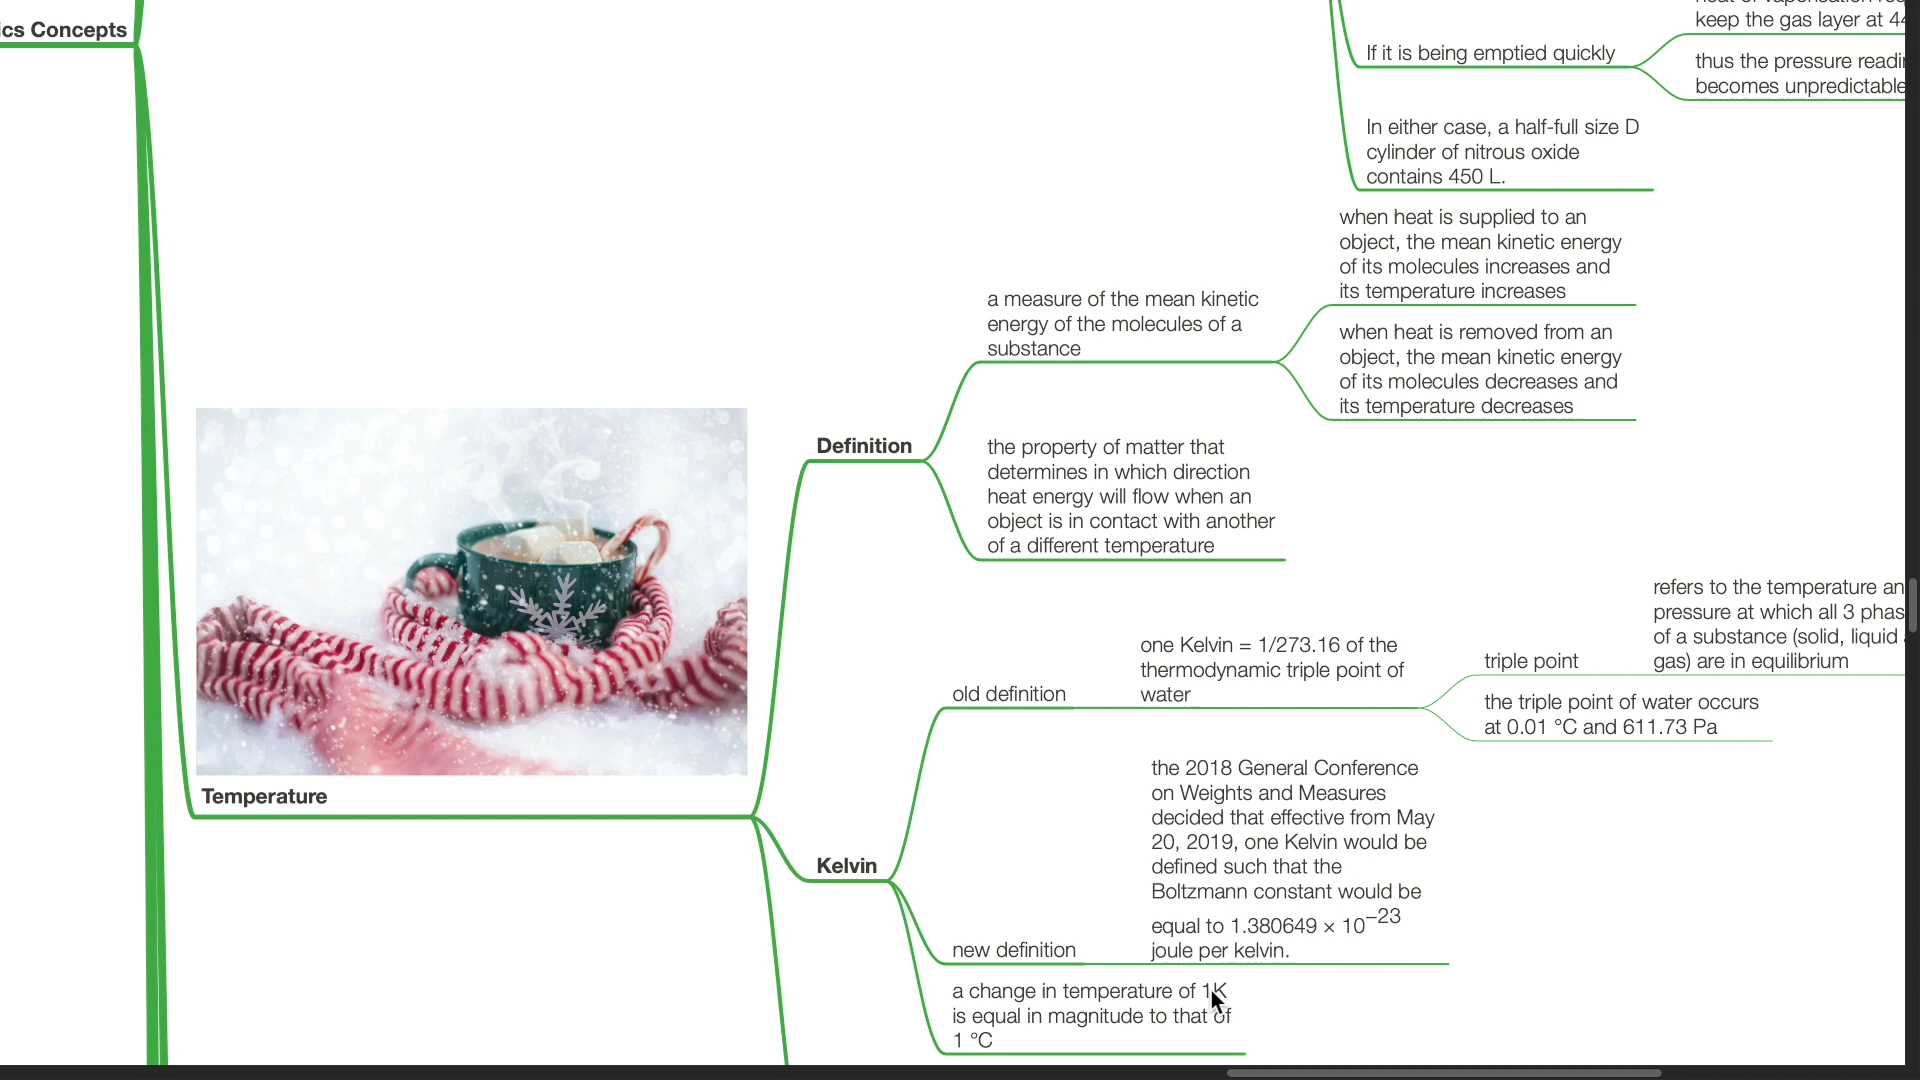 ics Concepts
keep the gas layer at 44
If it is being emptied quickly
thus the pressure readi
becomes unpredictable
In either case, a half-full size D
cylinder of nitrous oxide
contains 450 L.
when heat is supplied to an
object, the mean kinetic energy
of its molecules increases and
its temperature increases
a measure of the mean kinetic
energy of the molecules of a
substance
when heat is removed from an
object, the mean kinetic energy
of its molecules decreases and
its temperature decreases
Definition
the property of matter that
determines in which direction
heat energy will flow when an
object is in contact with another
of a different temperature
Temperature
refers to the temperature an
pressure at which all 3 phas
of a substance (solid, liquid
gas) are in equilibrium
triple point
one Kelvin = 1/273.16 of the
thermodynamic triple point of
water
old definition
the triple point of water occurs
at 0.01 °C and 611.73 Pa
Kelvin
the 2018 General Conference
on Weights and Measures
decided that effective from May
20, 2019, one Kelvin would be
defined such that the
Boltzmann constant would be
equal to 1.380649 × 10⁻²³
joule per kelvin.
new definition
a change in temperature of 1K
is equal in magnitude to that of
1 °C